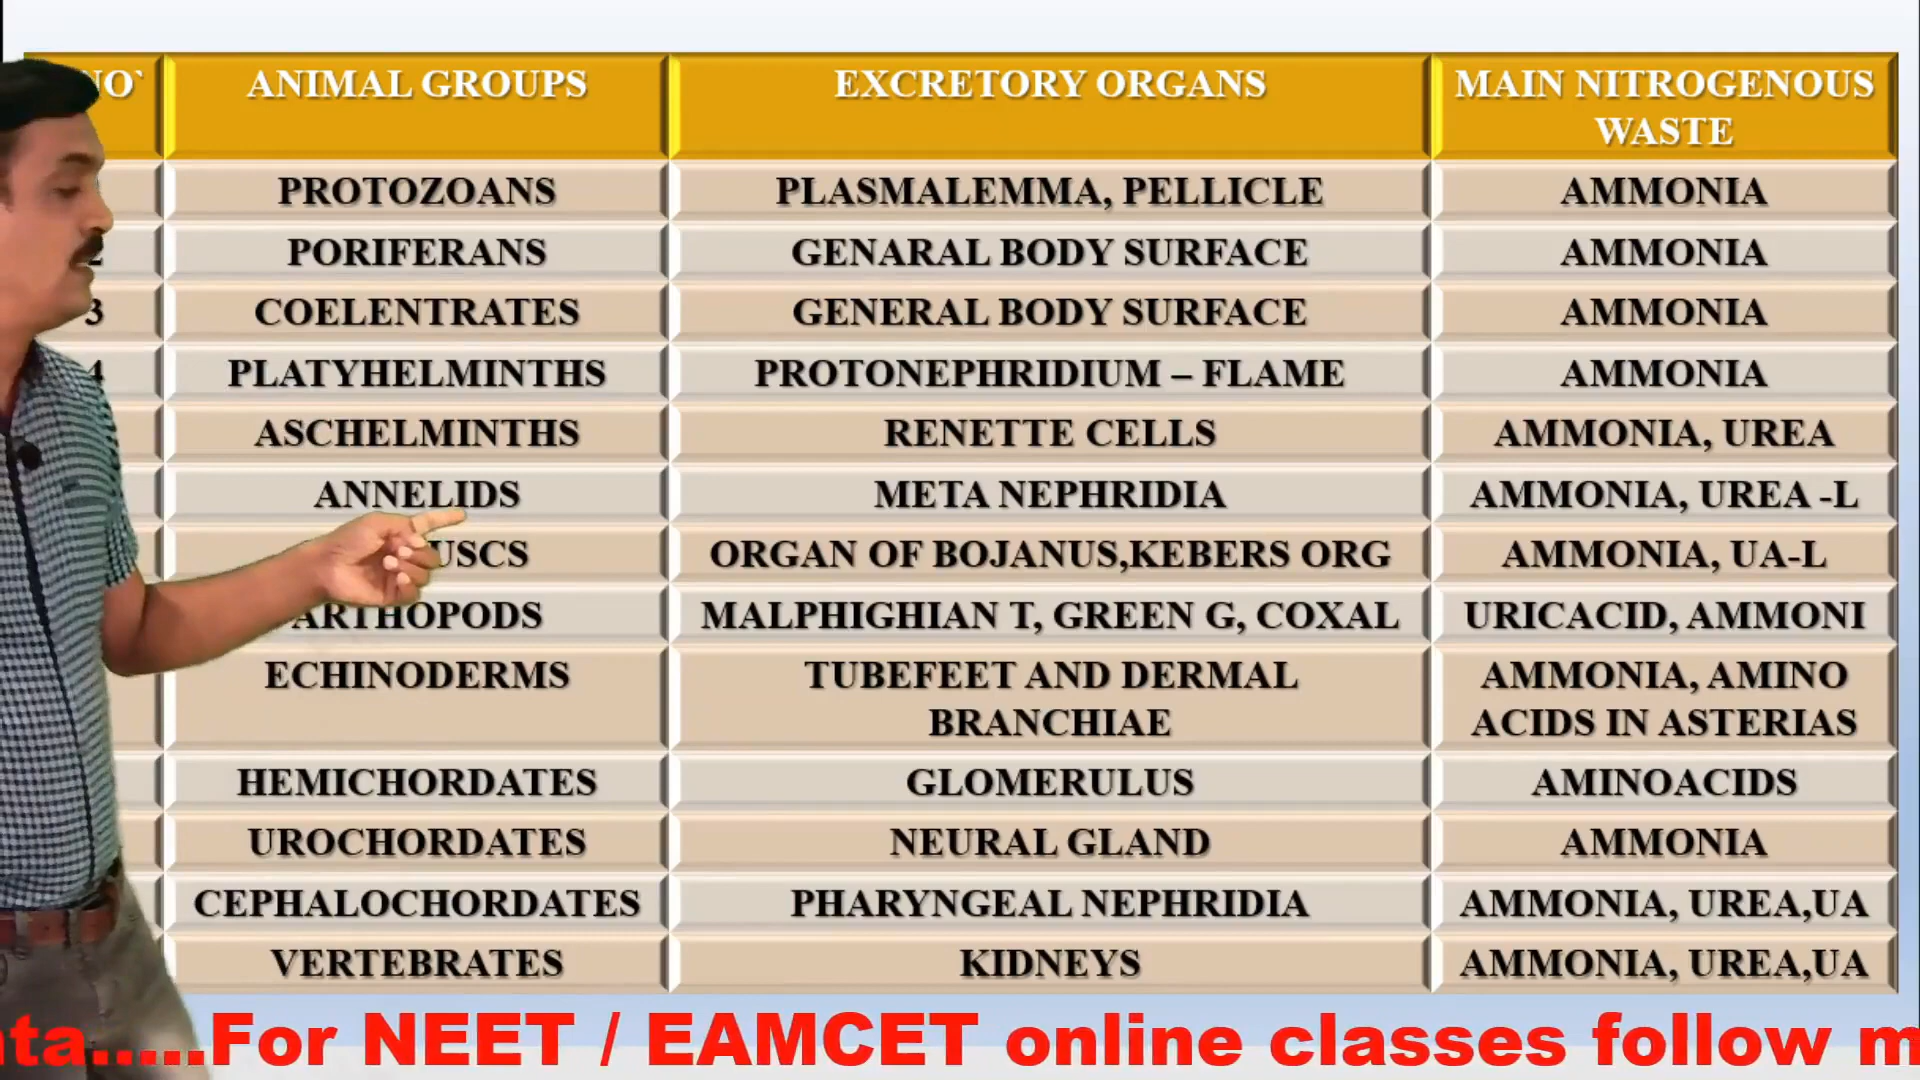 NO`
ANIMAL GROUPS
EXCRETORY ORGANS
MAIN NITROGENOUS
WASTE
PROTOZOANS
PLASMALEMMA, PELLICLE
AMMONIA
2
PORIFERANS
GENARAL BODY SURFACE
AMMONIA
3
COELENTRATES
GENERAL BODY SURFACE
AMMONIA
4
PLATYHELMINTHS
PROTONEPHRIDIUM – FLAME
AMMONIA
ASCHELMINTHS
RENETTE CELLS
AMMONIA, UREA
ANNELIDS
META NEPHRIDIA
AMMONIA, UREA -L
USCS
ORGAN OF BOJANUS,KEBERS ORG
AMMONIA, UA-L
ARTHOPODS
MALPHIGHIAN T, GREEN G, COXAL
URICACID, AMMONI
ECHINODERMS
TUBEFEET AND DERMAL
BRANCHIAE
AMMONIA, AMINO
ACIDS IN ASTERIAS
HEMICHORDATES
GLOMERULUS
AMINOACIDS
UROCHORDATES
NEURAL GLAND
AMMONIA
CEPHALOCHORDATES
PHARYNGEAL NEPHRIDIA
AMMONIA, UREA,UA
VERTEBRATES
KIDNEYS
AMMONIA, UREA,UA
nta.....For NEET / EAMCET online classes follow m